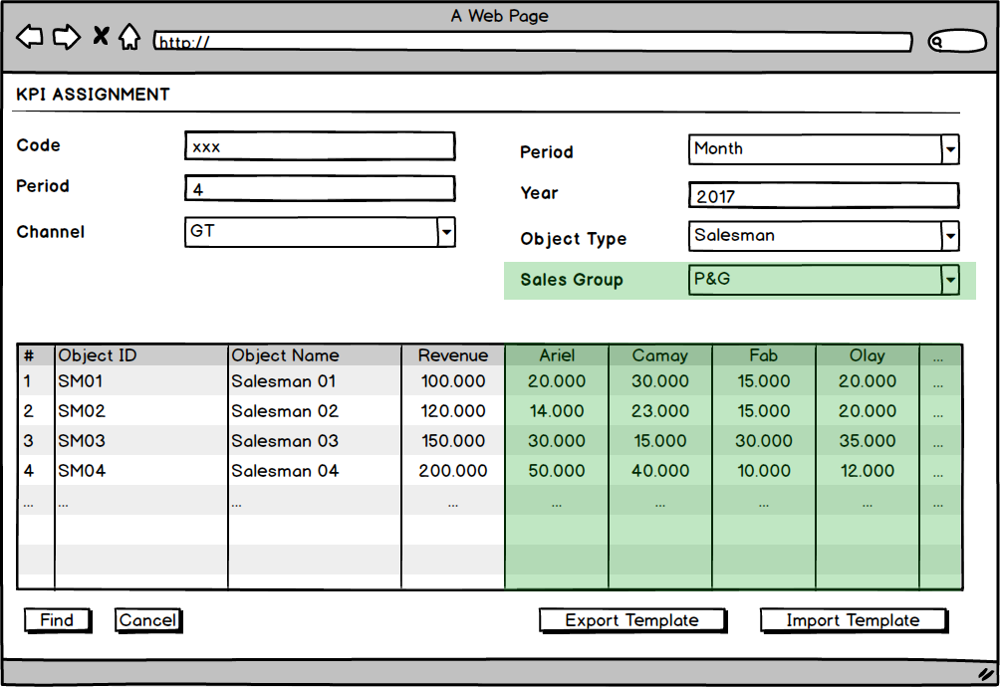 A Web Page
http://
KPI ASSIGNMENT
Code xxx Period Month
Period 4 Year 2017
Channel GT Object Type Salesman
Sales Group P&G
# Object ID Object Name Revenue Ariel Camay Fab Olay ...
1 SM01 Salesman 01 100.000 20.000 30.000 15.000 20.000 ...
2 SM02 Salesman 02 120.000 14.000 23.000 15.000 20.000 ...
3 SM03 Salesman 03 150.000 30.000 15.000 30.000 35.000 ...
4 SM04 Salesman 04 200.000 50.000 40.000 10.000 12.000 ...
... ... ... ... ... ... ... ... ...
Find Cancel Export Template Import Template